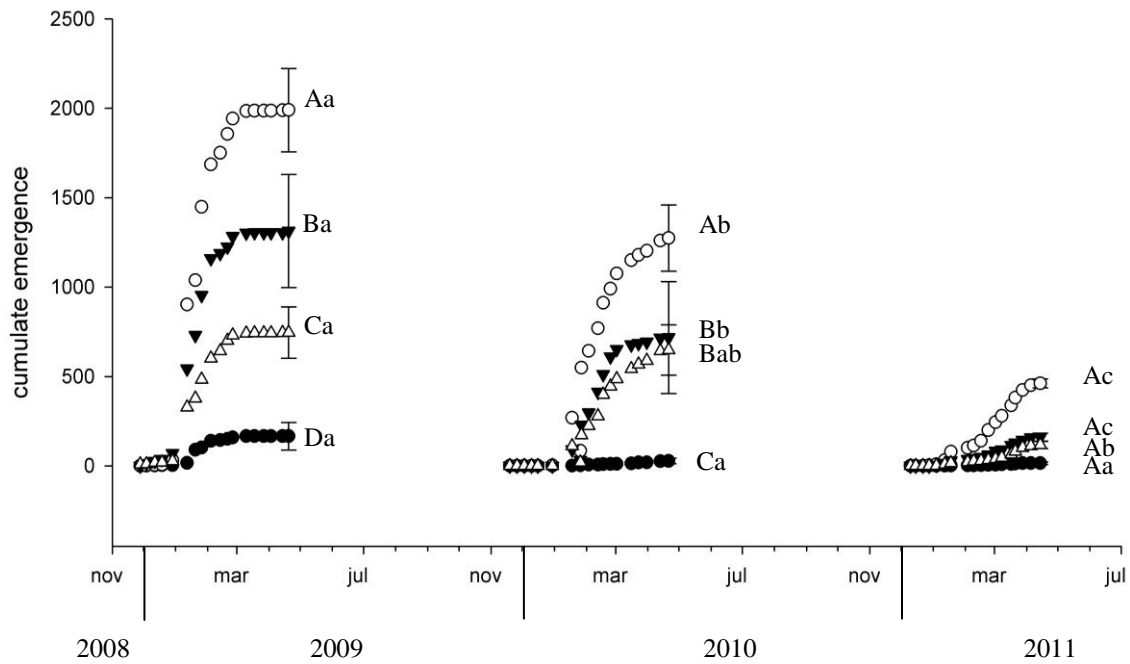 2500
2000
1500
1000
500
0
cumulate emergence
Aa
Ba
Ca
Da
Ab
Bb
Bab
Ca
Ac
Ac
Ab
Aa
nov mar jul nov mar jul nov mar jul
2008 2009 2010 2011